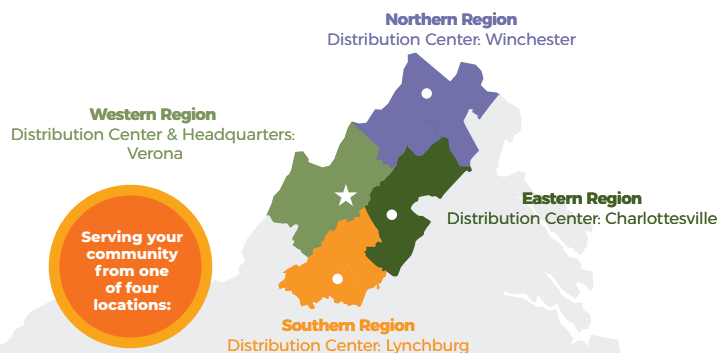 Northern Region
Distribution Center: Winchester
Western Region
Distribution Center & Headquarters:
Verona
Eastern Region
Distribution Center: Charlottesville
Serving your
community
from one
of four
locations:
Southern Region
Distribution Center: Lynchburg